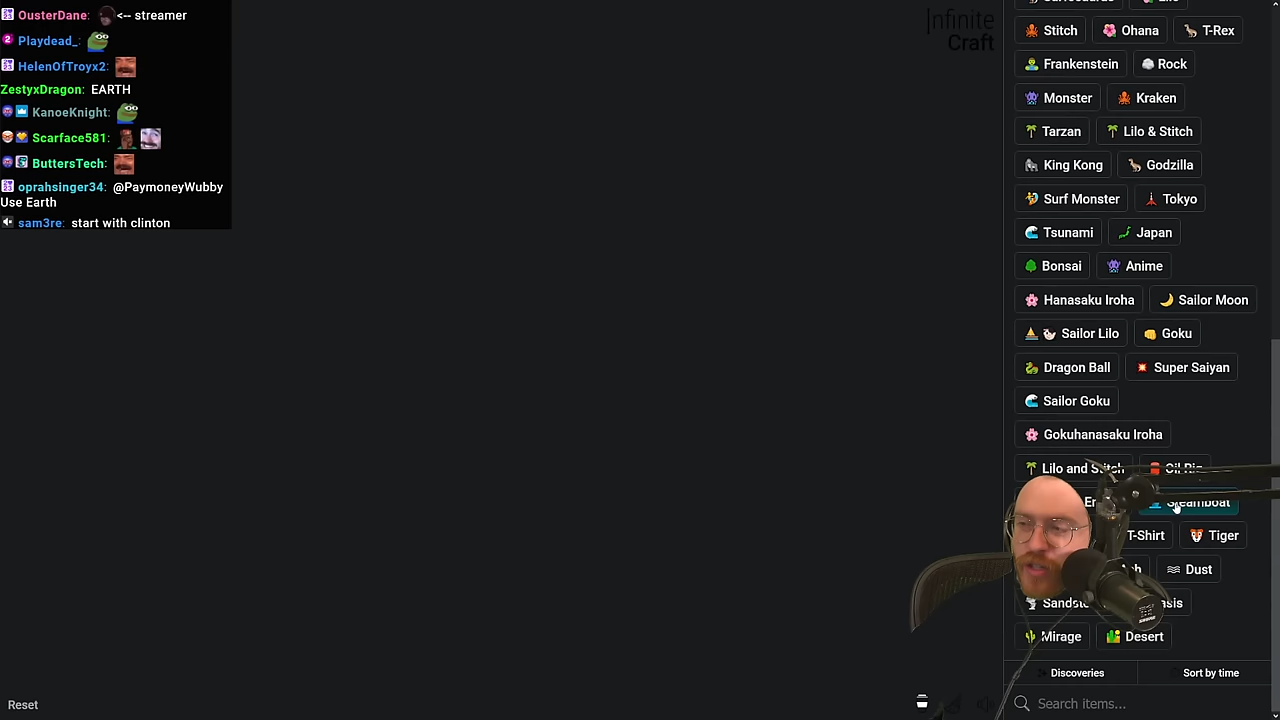 OusterDane: <-- streamer
Playdead_:
HelenOfTroyx2:
ZestyxDragon: EARTH
KanoeKnight:
Scarface581:
ButtersTech:
oprahsinger34: @PaymoneyWubby
Use Earth
sam3re: start with clinton
Infinite
Craft
Stitch Ohana T-Rex
Frankenstein Rock
Monster Kraken
Tarzan Lilo & Stitch
King Kong Godzilla
Surf Monster Tokyo
Tsunami Japan
Bonsai Anime
Hanasaku Iroha Sailor Moon
Sailor Lilo Goku
Dragon Ball Super Saiyan
Sailor Goku
Gokuhanasaku Iroha
Lilo and Stitch Oil Rig
Steamboat
T-Shirt Tiger
Dust
Mirage Desert
Discoveries Sort by time
Search items...
Reset